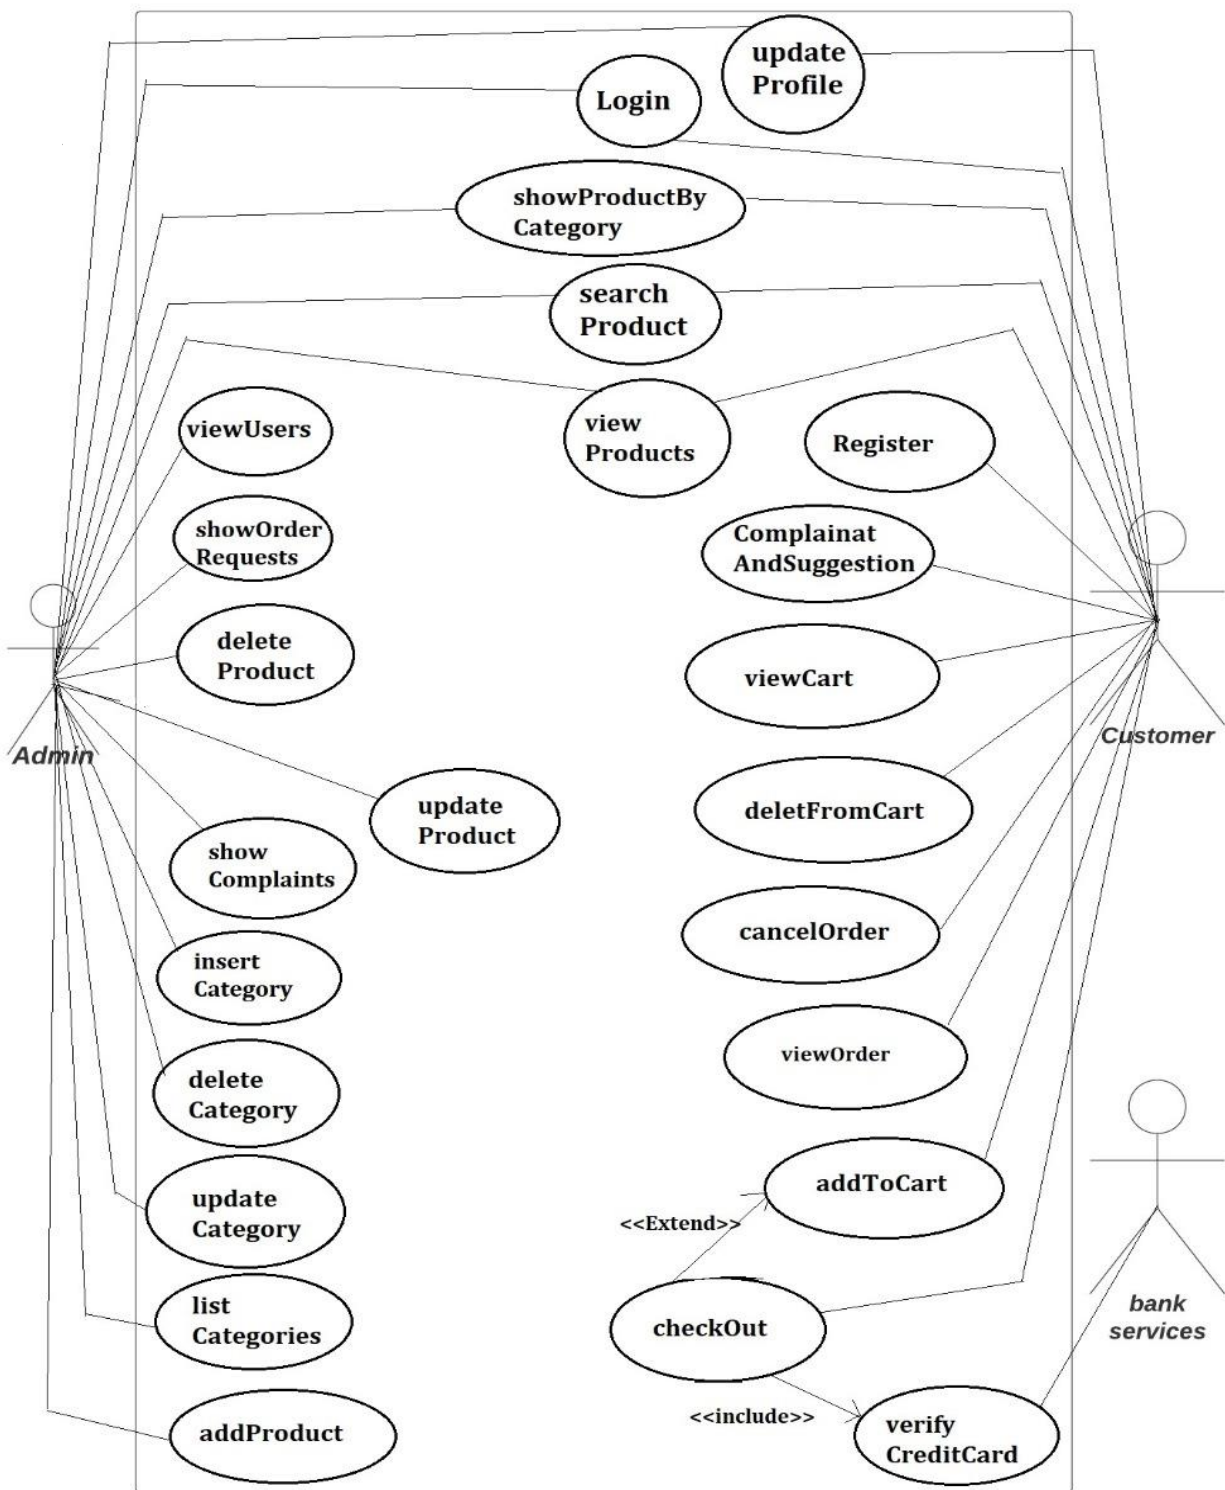 update
Profile
Login
showProductBy
Category
search
Product
view
Products
viewUsers
Register
showOrder
Requests
Complainat
AndSuggestion
delete
Product
viewCart
Admin
Customer
update
Product
deletFromCart
show
Complaints
cancelOrder
insert
Category
viewOrder
delete
Category
addToCart
update
Category
<<Extend>>
list
Categories
checkOut
bank
services
<<include>>
addProduct
verify
CreditCard